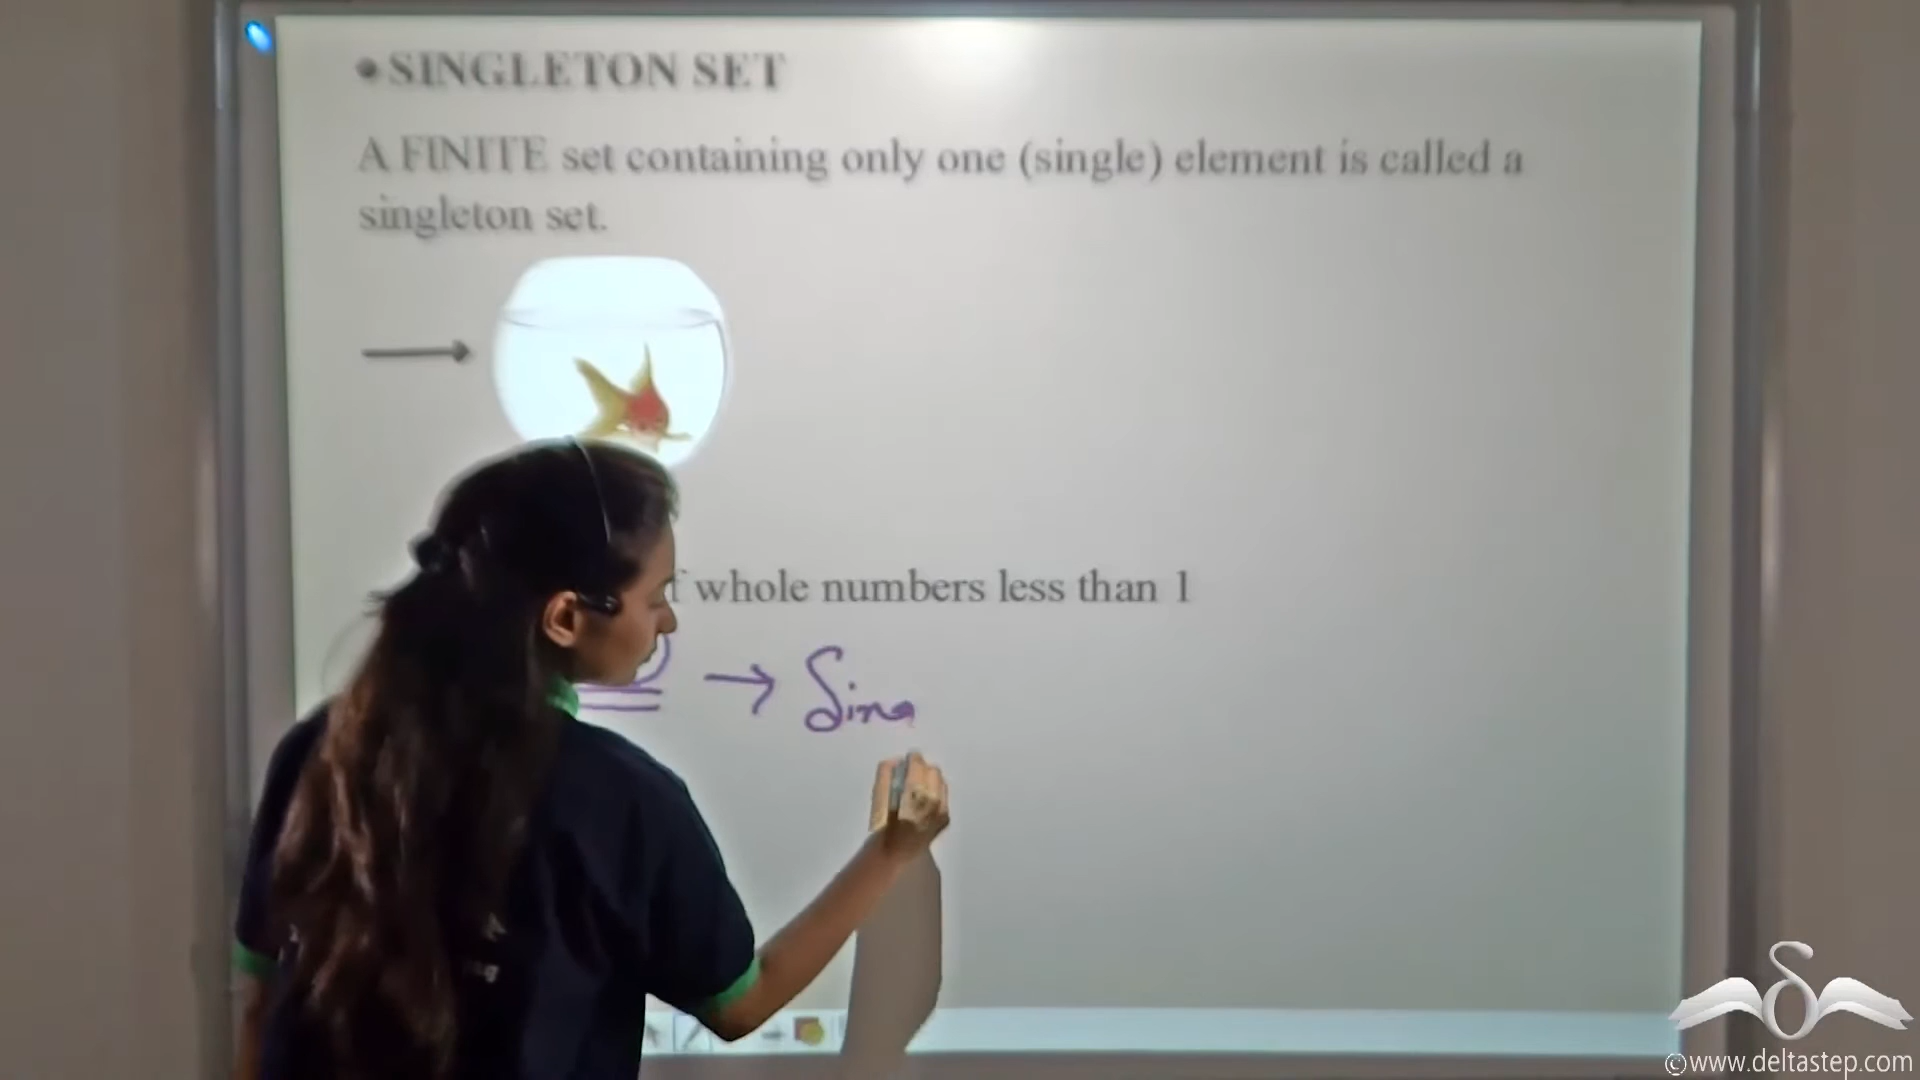 •SINGLETON SET
A FINITE set containing only one (single) element is called a
singleton set.
whole numbers less than 1
→ Sing
©www.deltastep.com